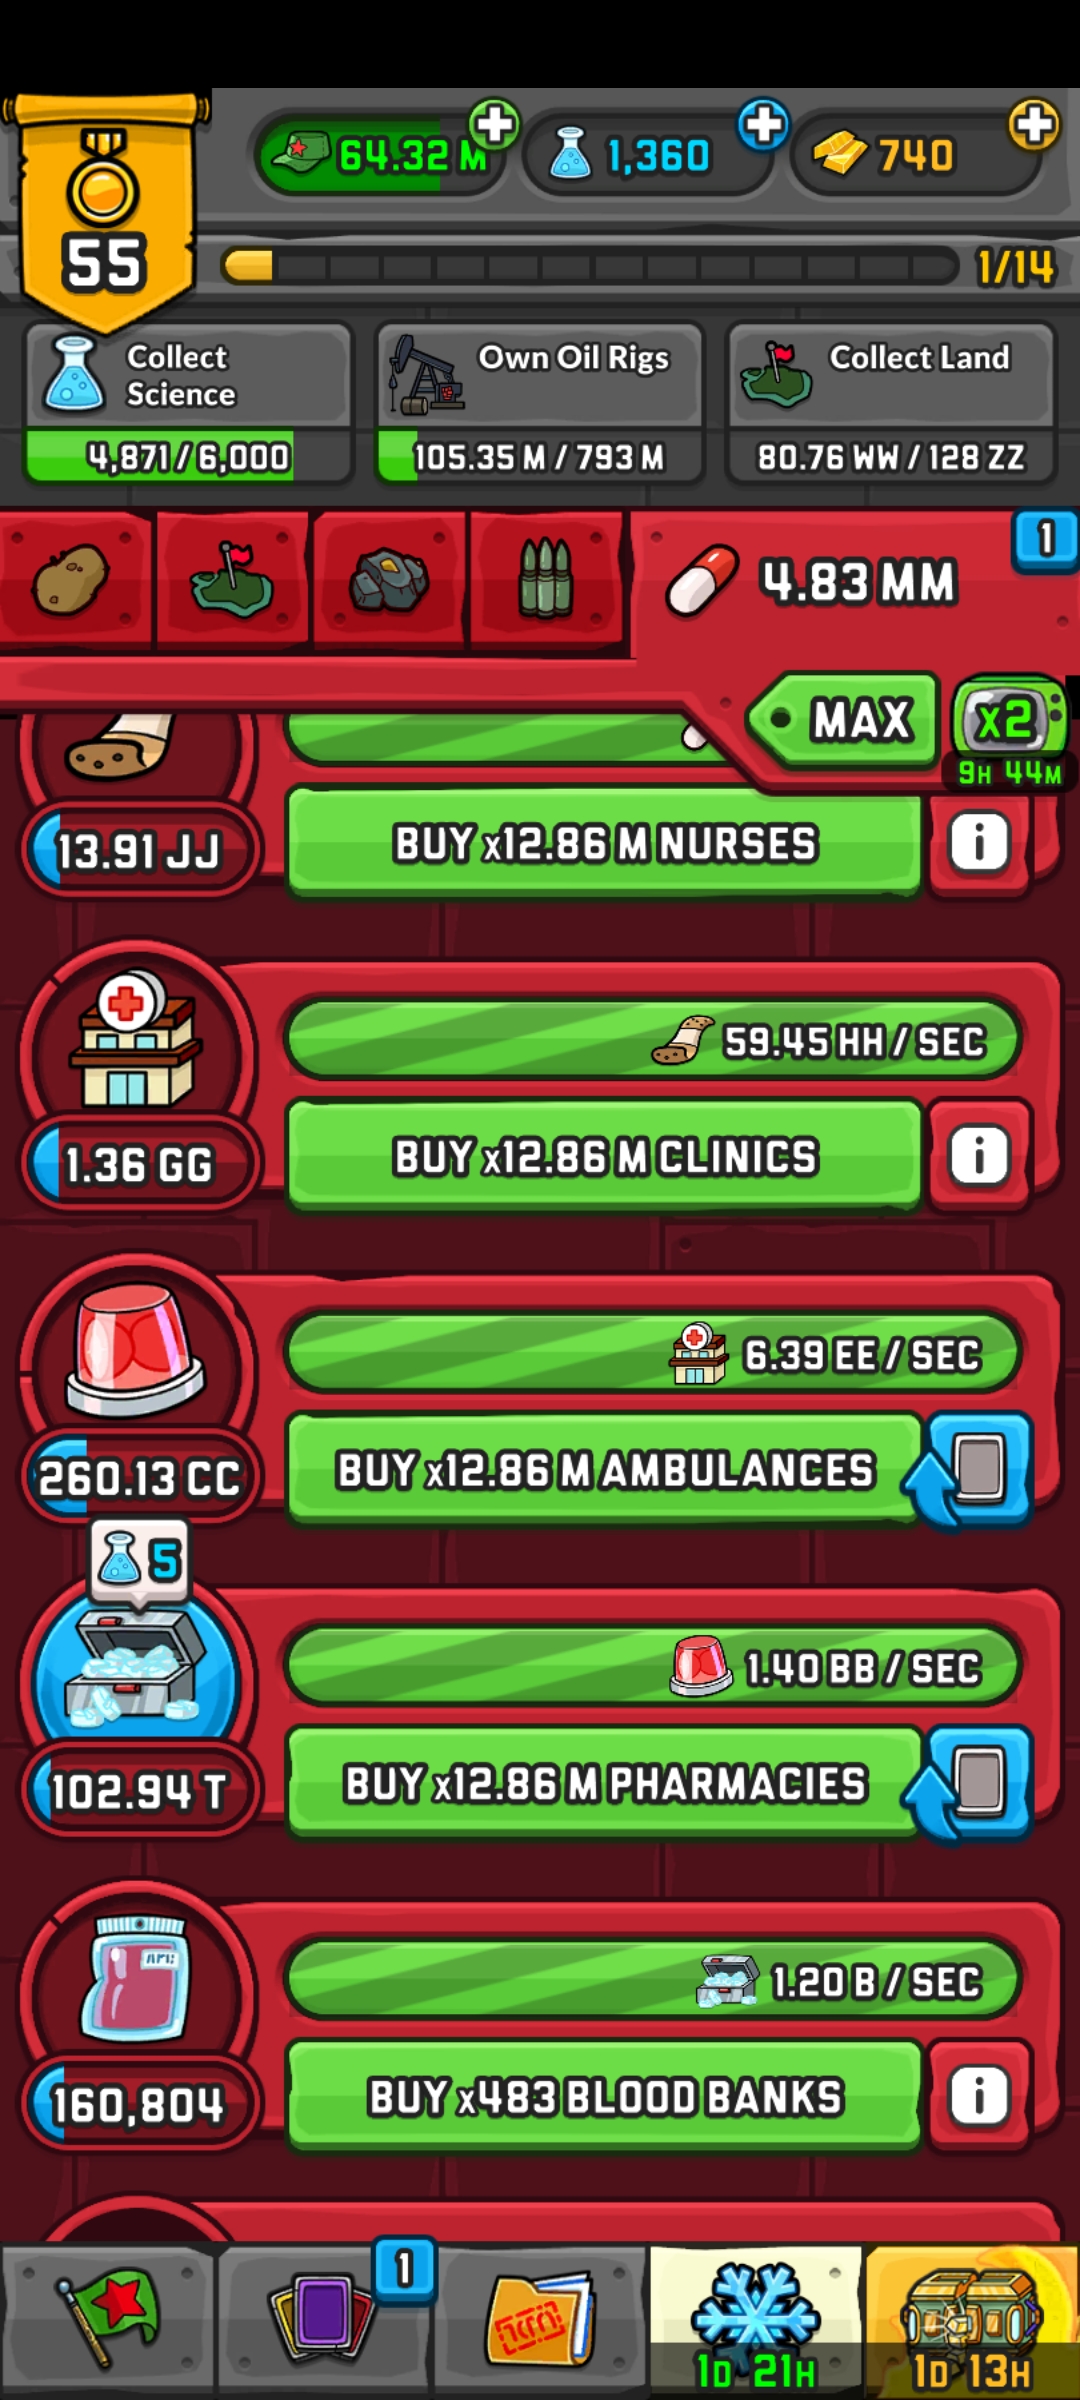 64.32 M
1,360
740
55
1/14
Collect
Science
4,871 / 6,000
Own Oil Rigs
105.35 M / 793 M
Collect Land
80.76 WW / 128 ZZ
4.83 MM
1
MAX
x2
9H 44M
13.91 JJ
BUY x12.86 M NURSES
i
59.45 HH / SEC
1.36 GG
BUY x12.86 M CLINICS
i
6.39 EE / SEC
260.13 CC
BUY x12.86 M AMBULANCES
5
1.40 BB / SEC
102.94 T
BUY x12.86 M PHARMACIES
1.20 B / SEC
160,804
BUY x483 BLOOD BANKS
i
1
1D 21H
1D 13H